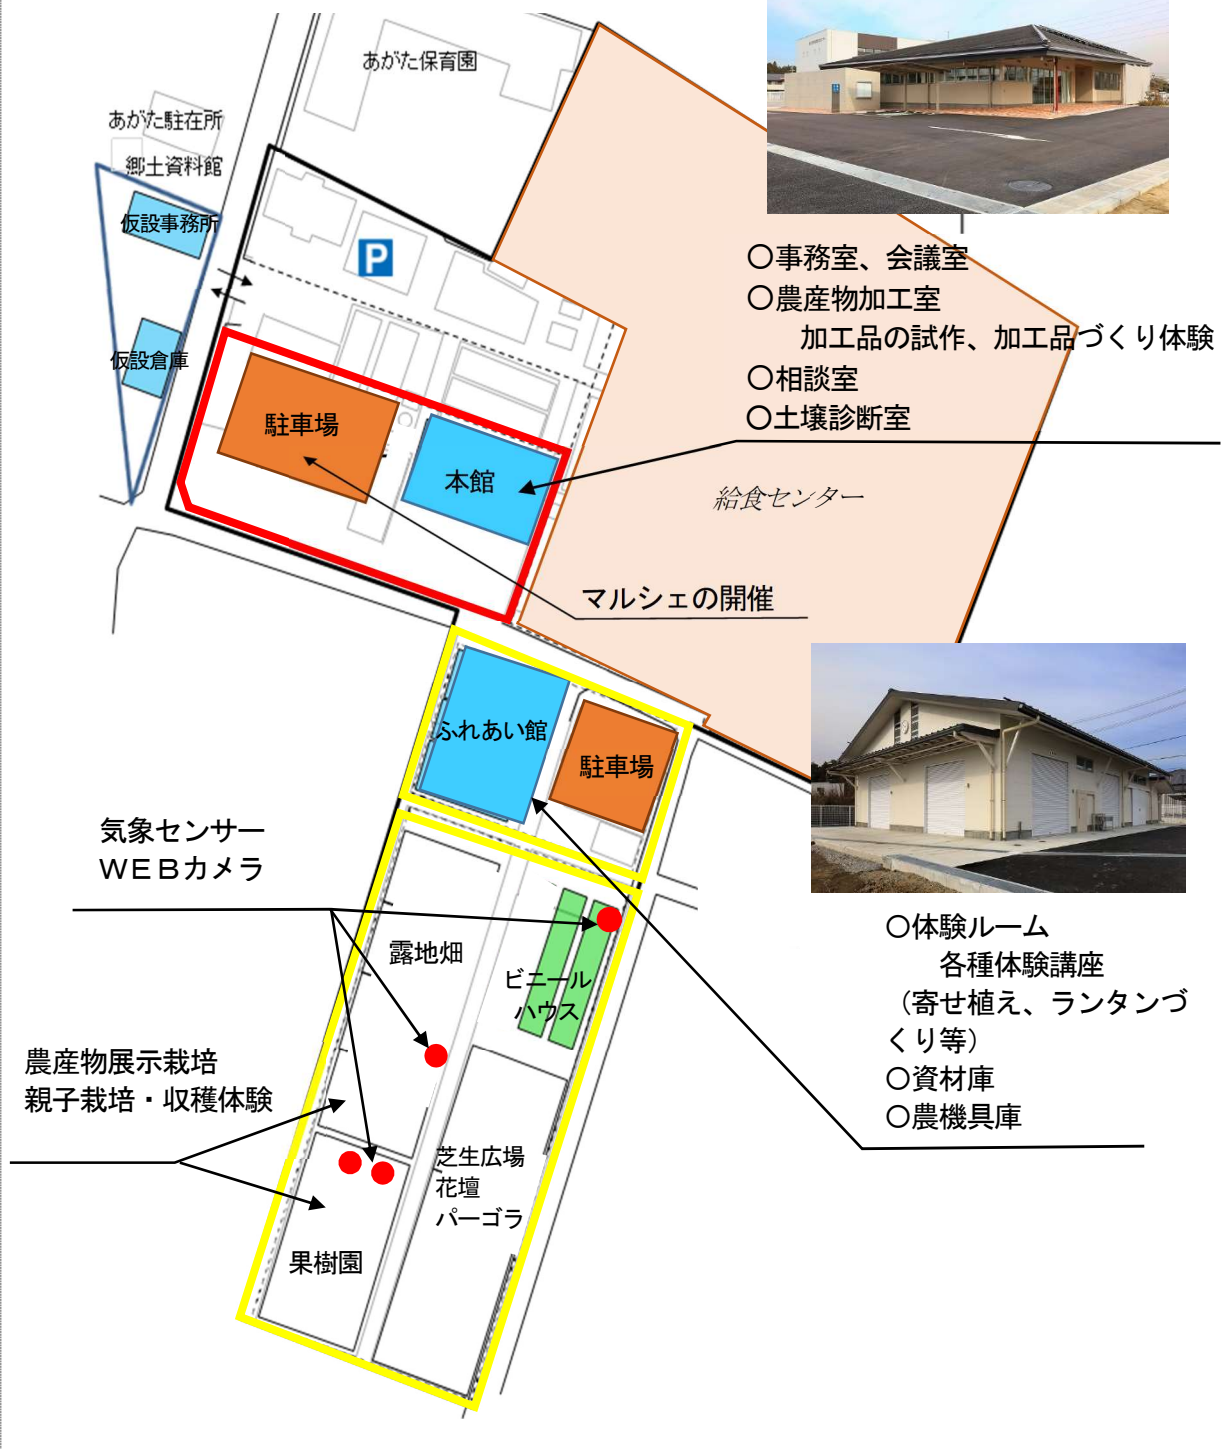 あがた保育園
あがた駐在所
郷土資料館
仮設事務所
P
仮設倉庫
駐車場
本館
〇事務室、会議室
〇農産物加工室
加工品の試作、加工品づくり体験
〇相談室
〇土壌診断室
給食センター
マルシェの開催
ふれあい館
駐車場
気象センサー
ＷＥＢカメラ
露地畑
ビニール
ハウス
〇体験ルーム
各種体験講座
（寄せ植え、ランタンづ
くり等）
〇資材庫
〇農機具庫
農産物展示栽培
親子栽培・収穫体験
芝生広場
花壇
パーゴラ
果樹園